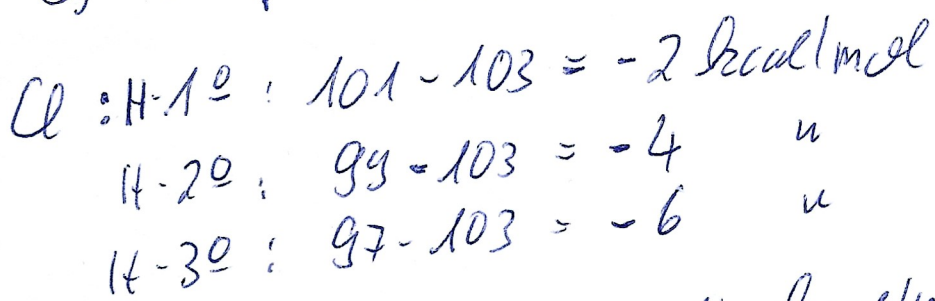 Cl : H-1º : 101 - 103 = -2 kcal/mol
H-2º : 99 - 103 = -4 "
H-3º : 97 - 103 = -6 "